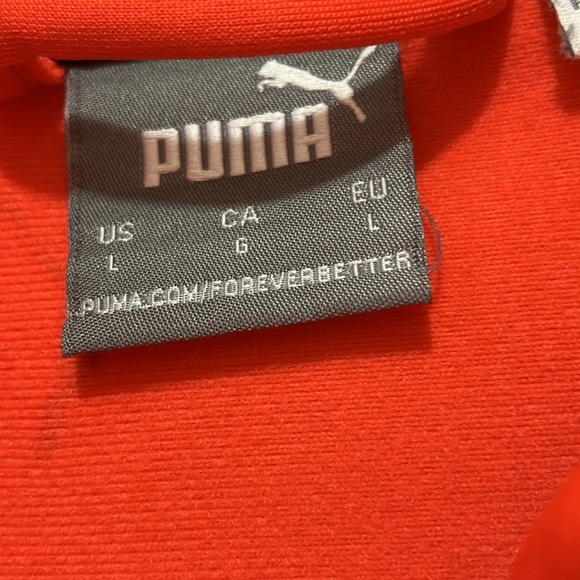 PUMA
US CA EU
L G L
PUMA.COM/FOREVERBETTER